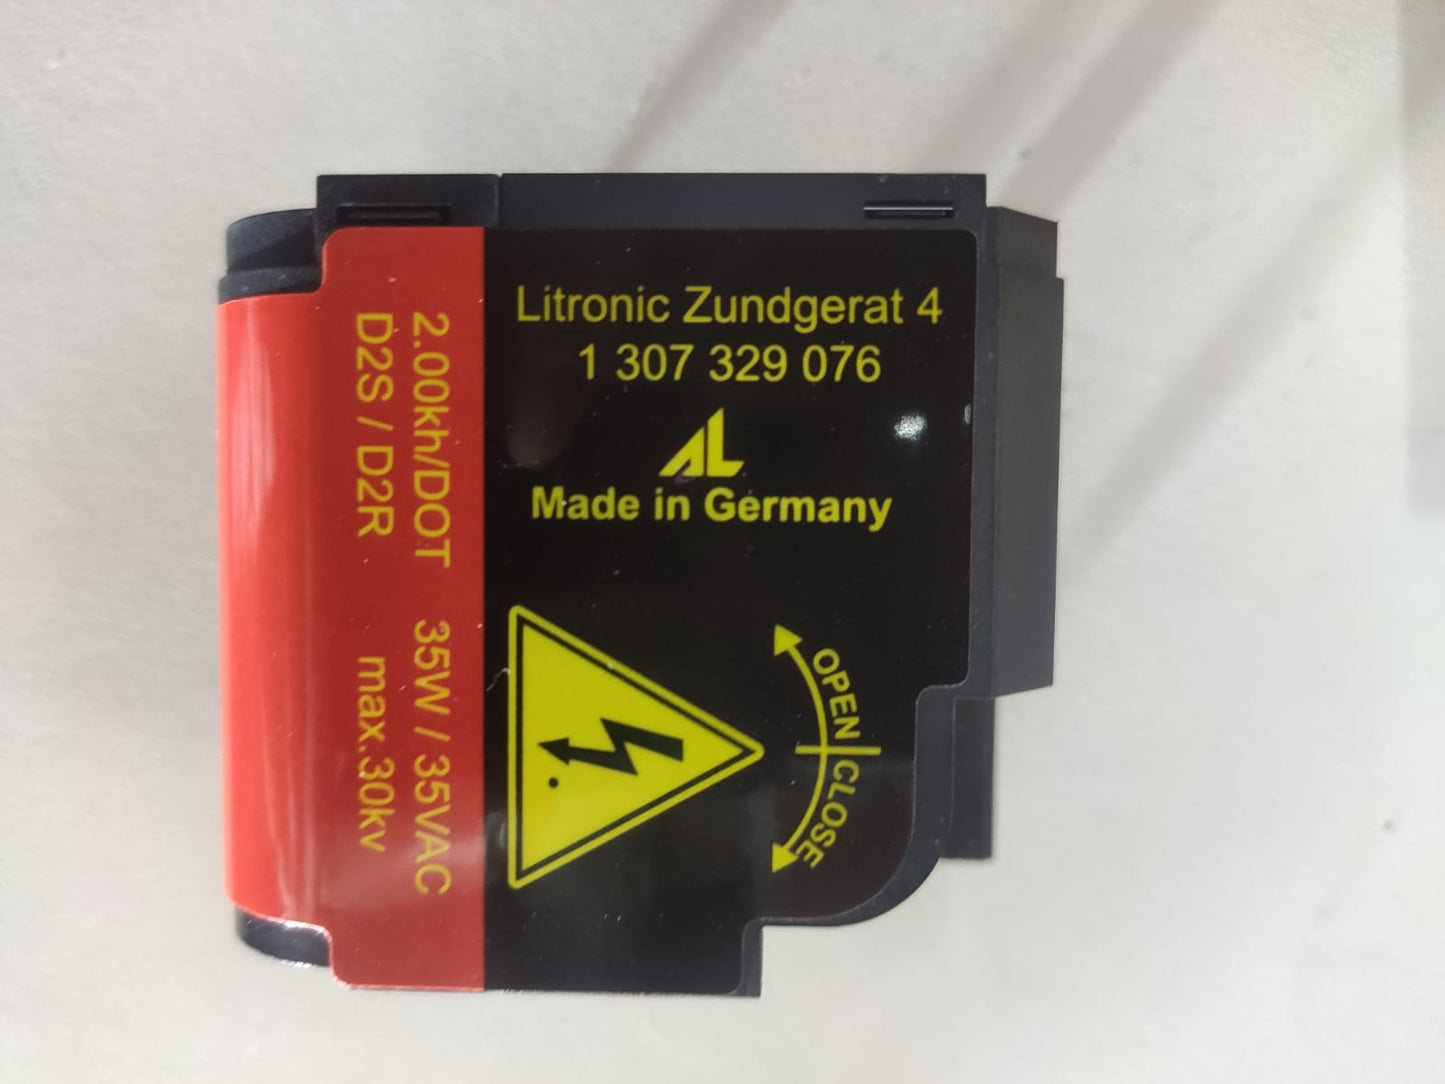 Litronic Zundgerat 4
1 307 329 076
AL
Made in Germany
2.00kh/DOT 35W / 35VAC
D2S / D2R max.30kv
OPEN CLOSE